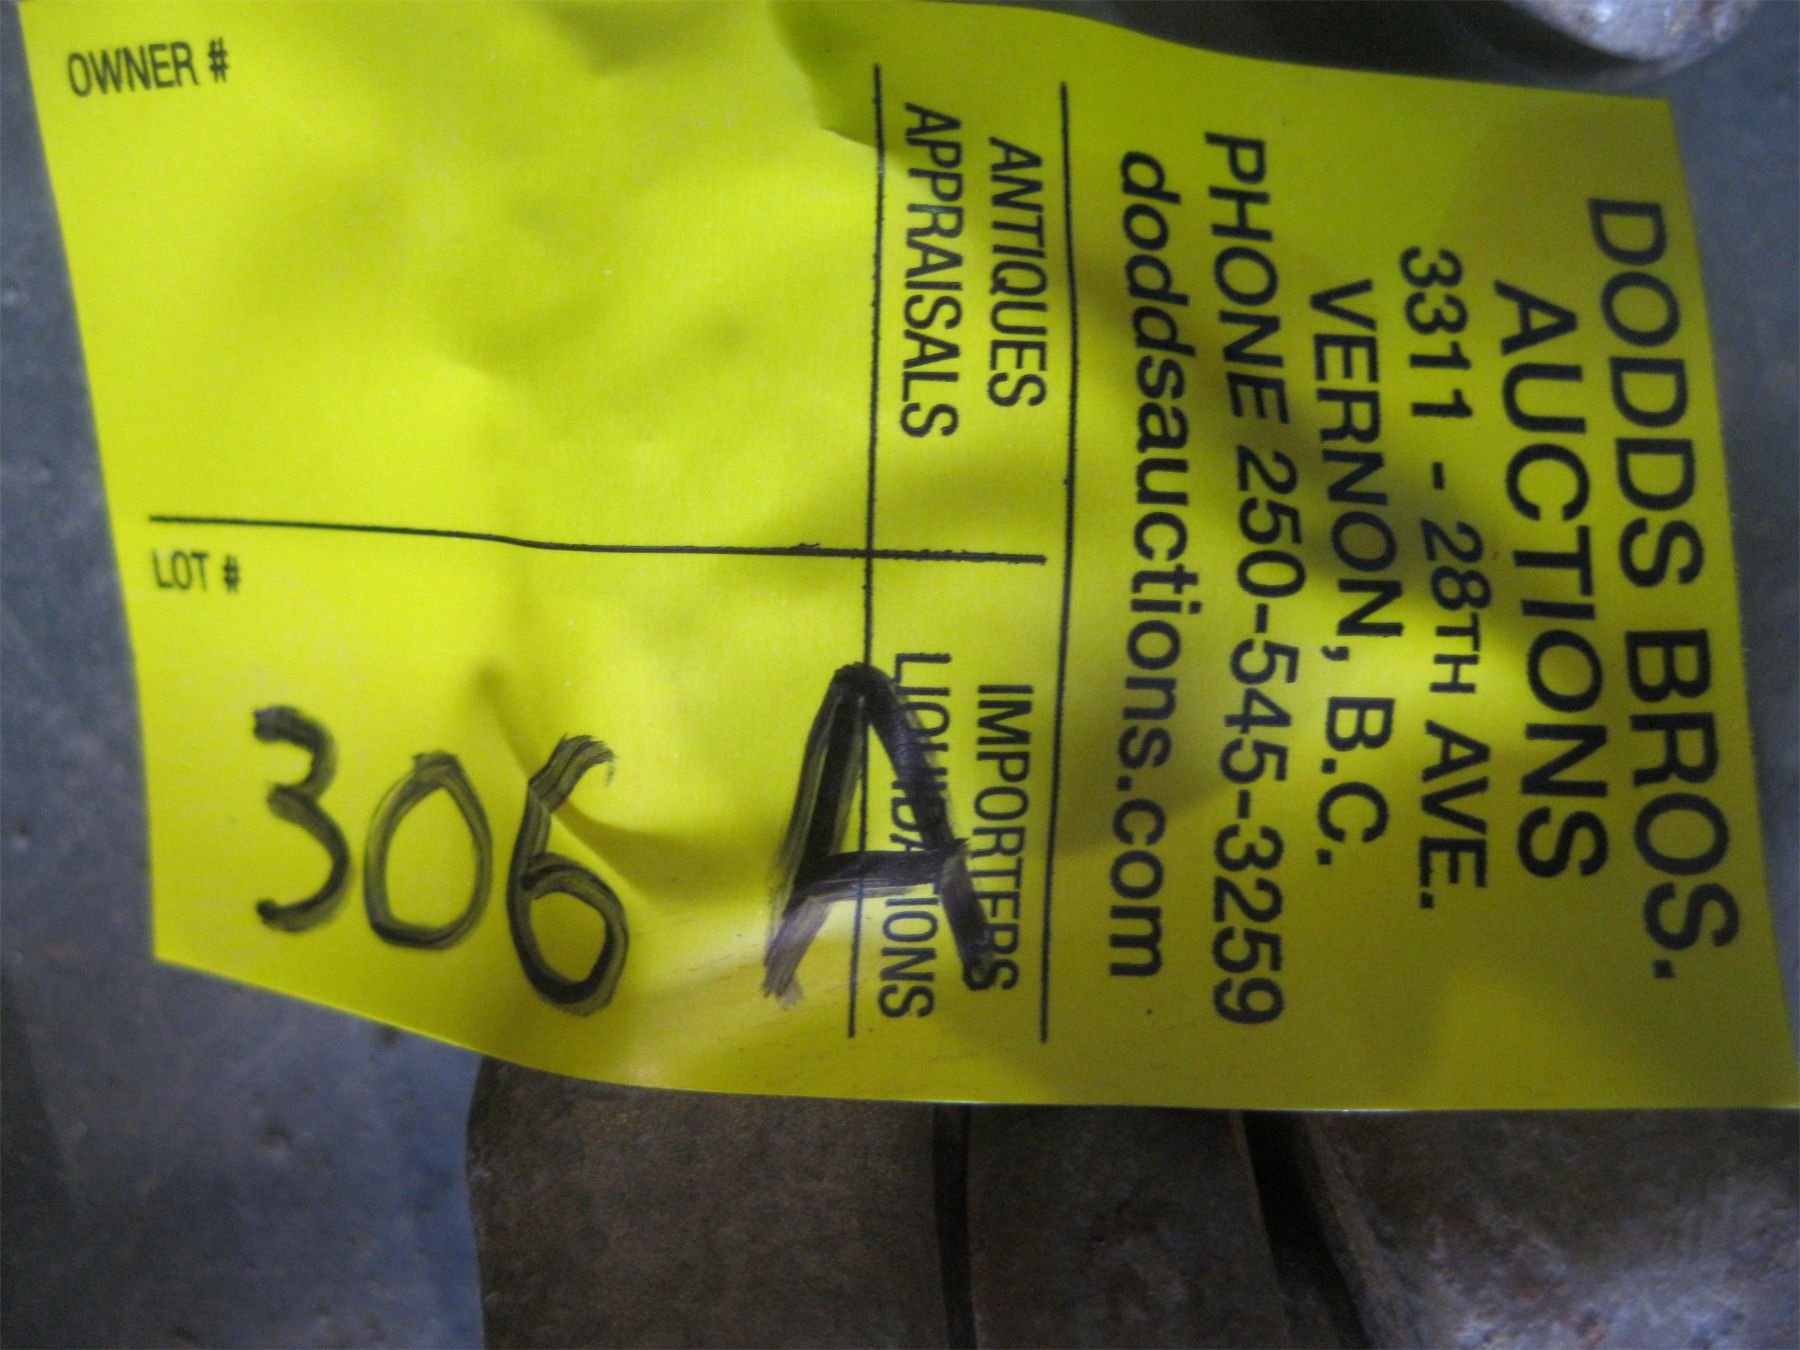 DODDS BROS.
AUCTIONS
3311 - 28TH AVE.
VERNON, B.C.
PHONE 250-545-3259
doddsauctions.com
ANTIQUES IMPORTERS
APPRAISALS LIQUIDATIONS
OWNER #
LOT #
306 A